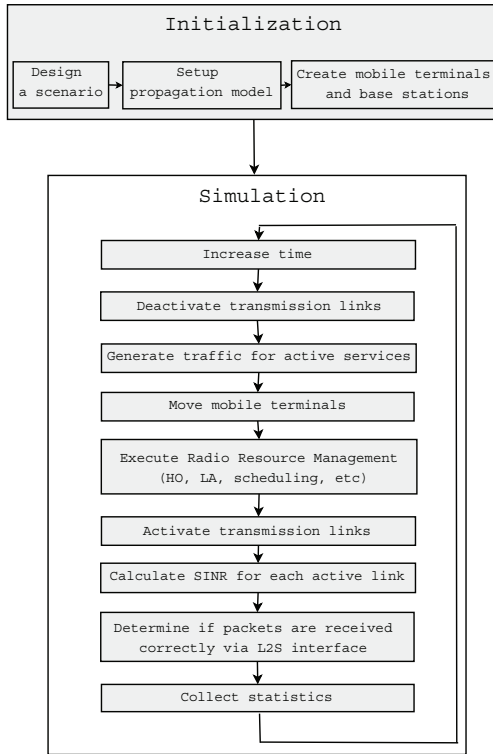 Initialization
Design
a scenario
Setup
propagation model
Create mobile terminals
and base stations
Simulation
Increase time
Deactivate transmission links
Generate traffic for active services
Move mobile terminals
Execute Radio Resource Management
(HO, LA, scheduling, etc)
Activate transmission links
Calculate SINR for each active link
Determine if packets are received
correctly via L2S interface
Collect statistics